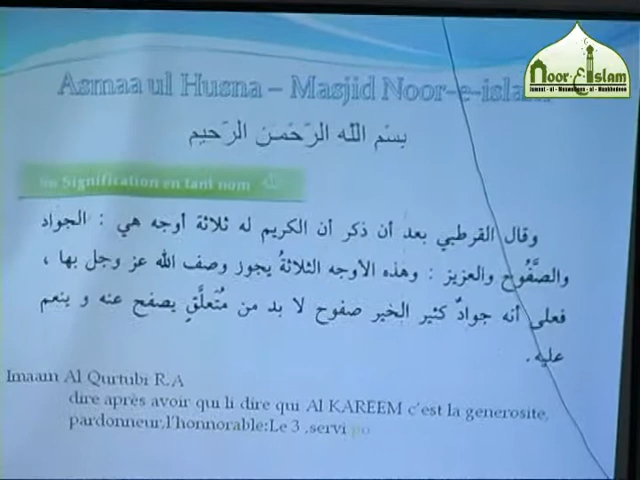 Asmaa ul Husna – Masjid Noor-e-islam
Noor-E-Islam
بسم الله الرحمن الرحيم
Signification en tant nom
وقال القرطبي بعد أن ذكر أن الكريم له ثلاثة أوجه هي : الجواد
والصَّفُوح والعزيز : وهذه الاوجه الثلاثةُ يجوز وصف الله عز وجل بها ،
فعلى أنه جوادٌ كثير الخير صفوح لا بد من مُتَعلَّقٍ يصفح عنه و ينعم
عليه .
Imaam Al Qurtubi R.A
dire après avoir qui li dire qui Al KAREEM c'est la generosite,
pardonneur,l'honnorable:Le 3 ,servi po